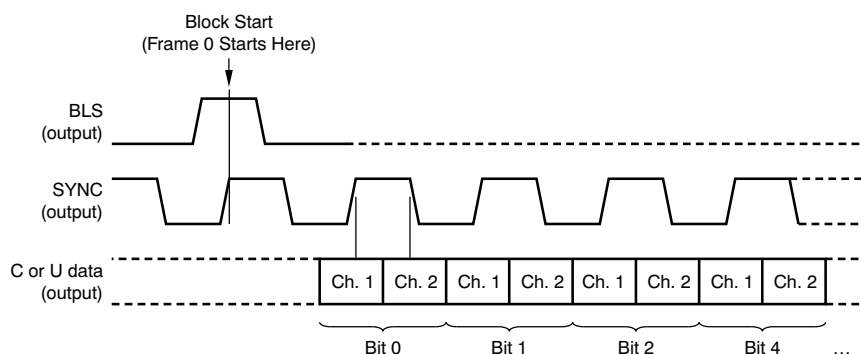 Block Start
(Frame 0 Starts Here)
BLS
(output)
SYNC
(output)
C or U data
(output)
Ch. 1 Ch. 2 Ch. 1 Ch. 2 Ch. 1 Ch. 2 Ch. 1 Ch. 2
Bit 0 Bit 1 Bit 2 Bit 4 ...